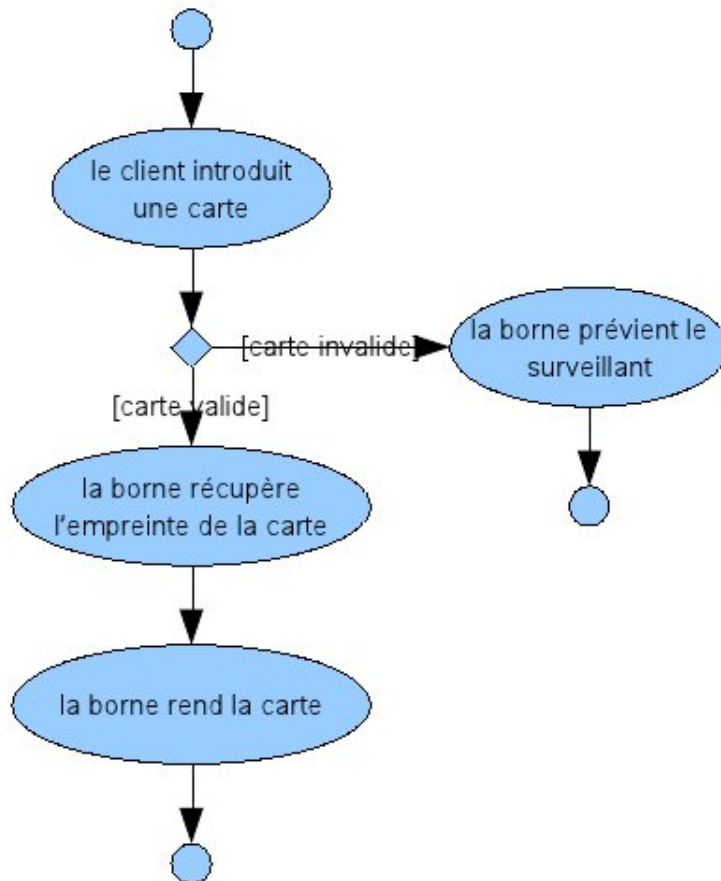 le client introduit
une carte
[carte invalide]
la borne prévient le
surveillant
[carte valide]
la borne récupère
l'empreinte de la carte
la borne rend la carte